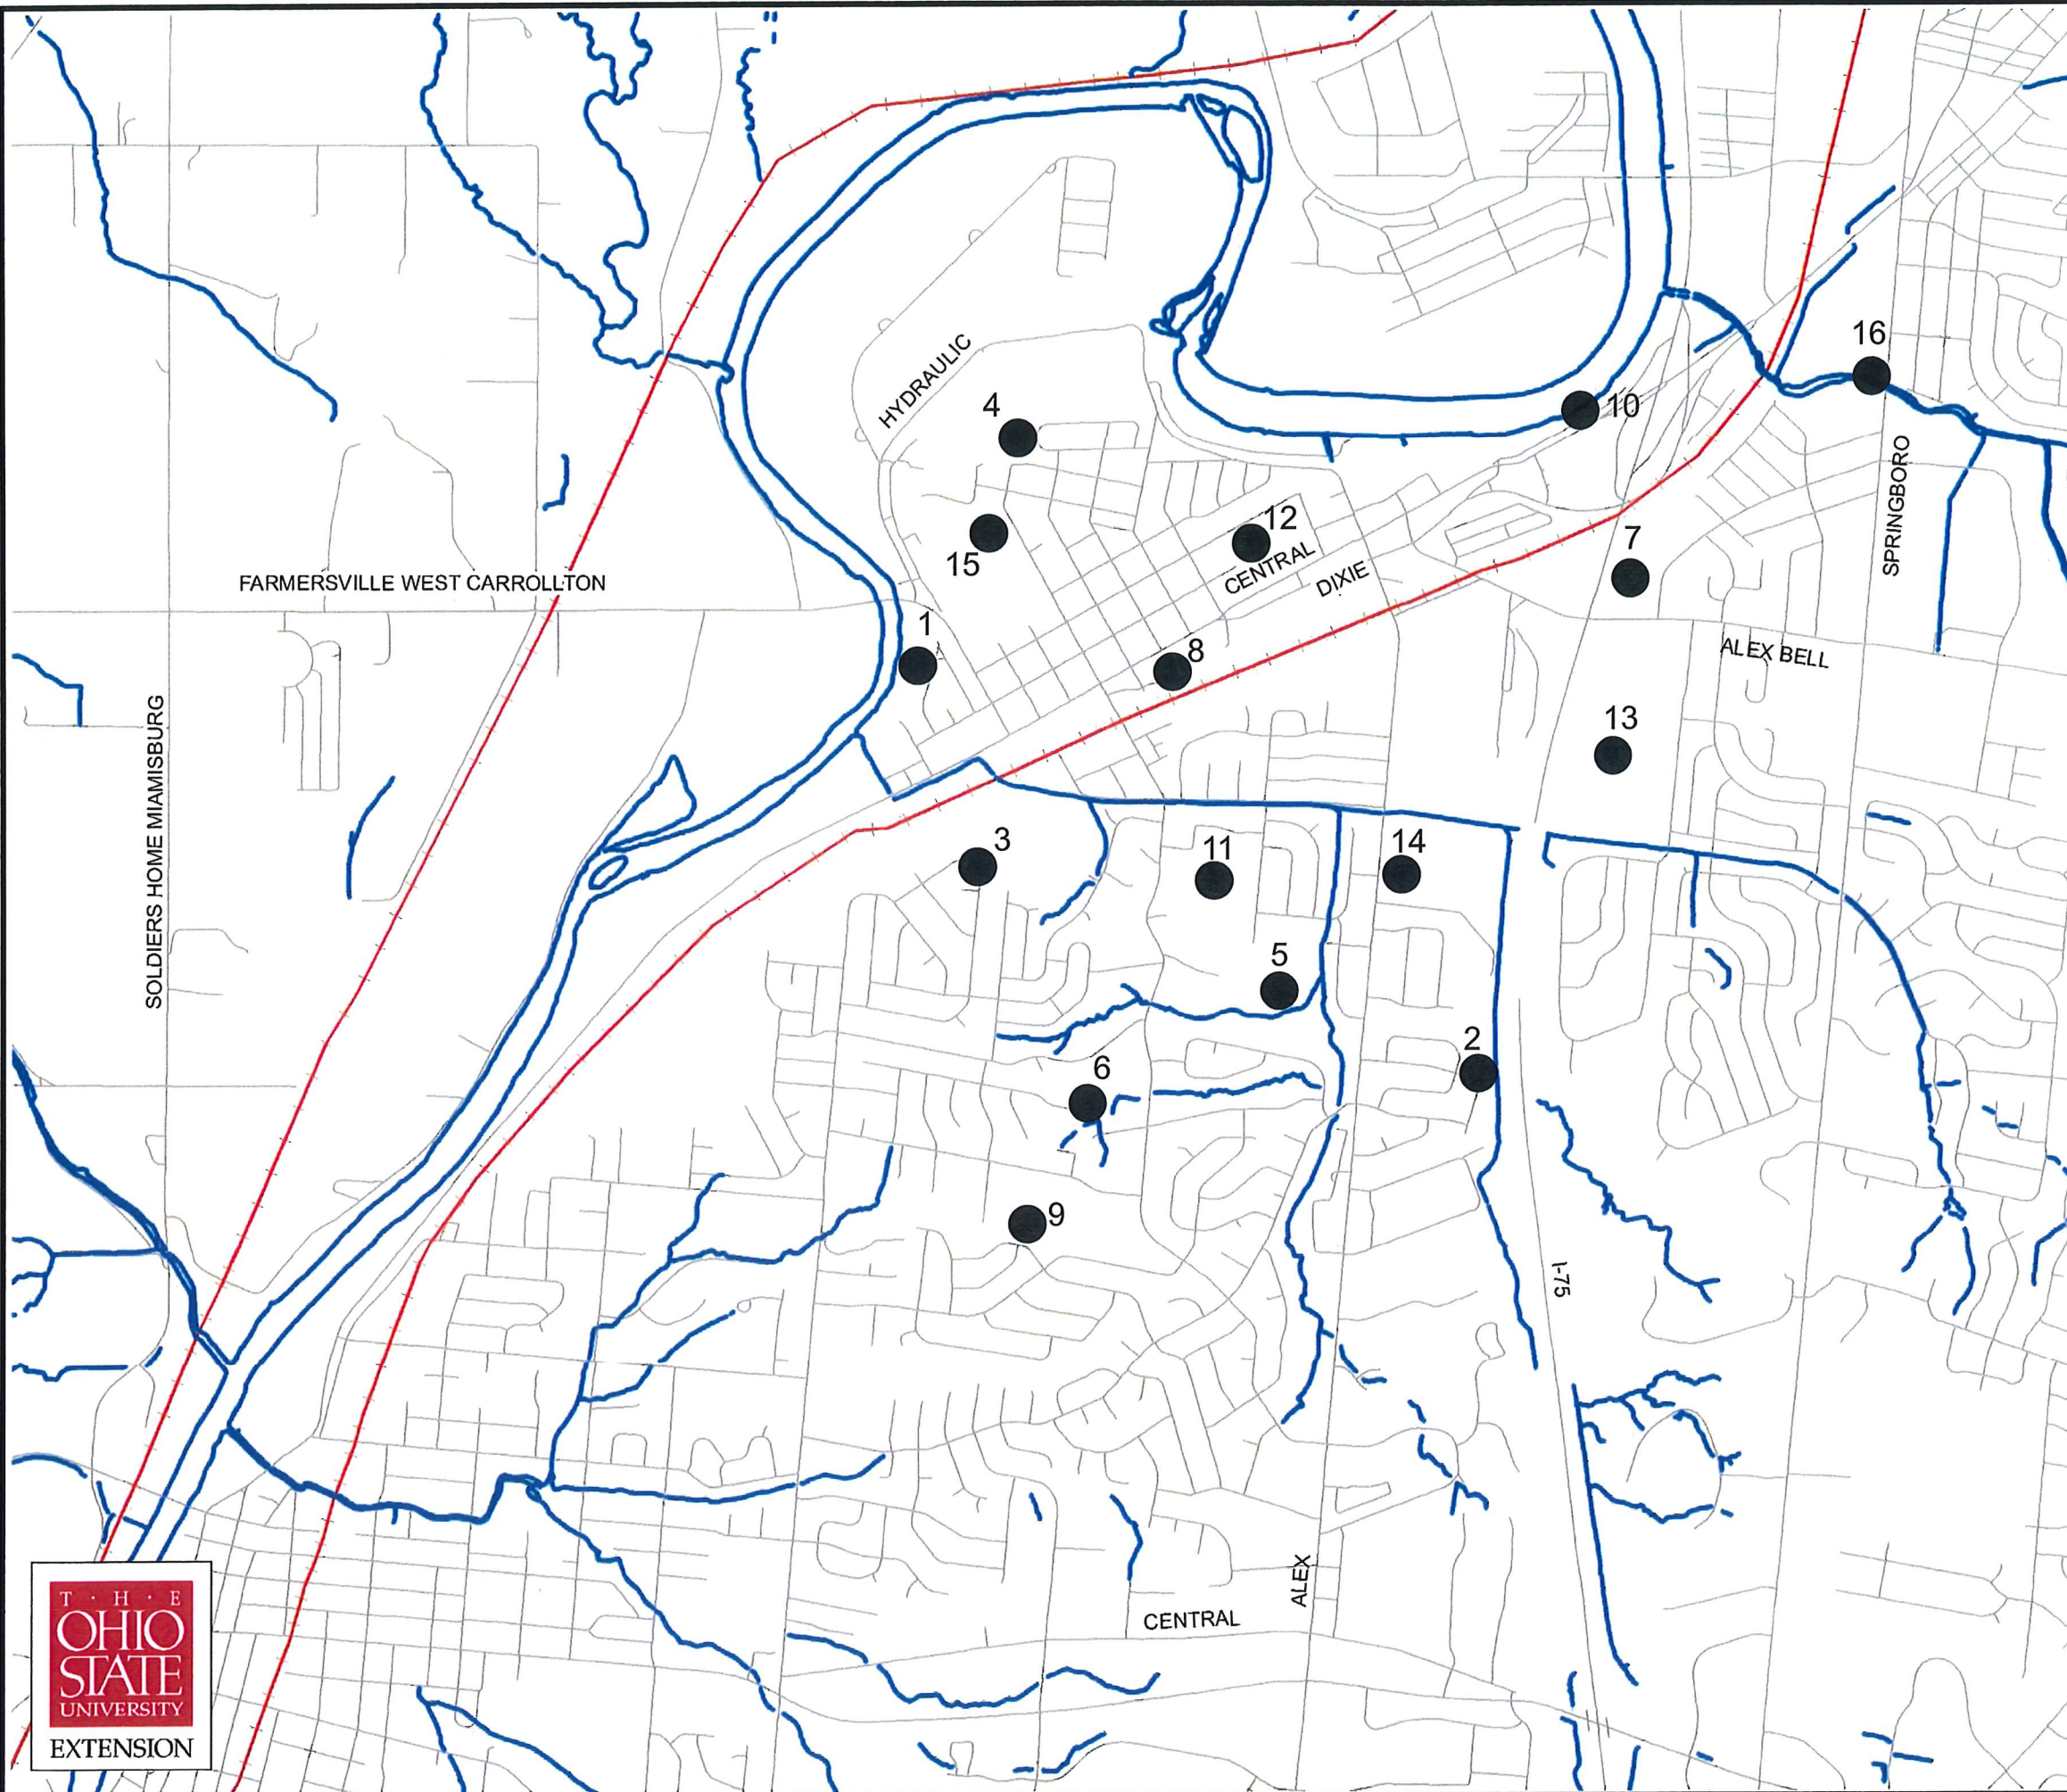 16
HYDRAULIC
4
10
SPRINGBORO
12
15
CENTRAL
7
DIXIE
FARMERSVILLE WEST CARROLLTON
1
8
ALEX BELL
SOLDIERS HOME MIAMISBURG
13
3
11
14
5
2
6
9
I-75
ALEX
CENTRAL
T·H·E
OHIO
STATE
UNIVERSITY
EXTENSION